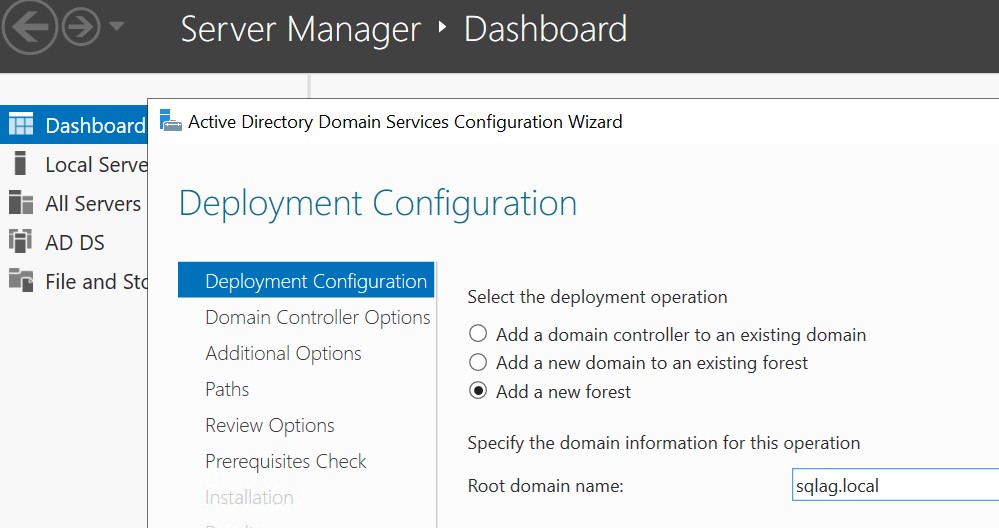 Server Manager ‣ Dashboard
Dashboard
Local Serve
All Servers
AD DS
File and Sto
Active Directory Domain Services Configuration Wizard
Deployment Configuration
Deployment Configuration
Domain Controller Options
Additional Options
Paths
Review Options
Prerequisites Check
Installation
Select the deployment operation
Add a domain controller to an existing domain
Add a new domain to an existing forest
Add a new forest
Specify the domain information for this operation
Root domain name:
sqlag.local